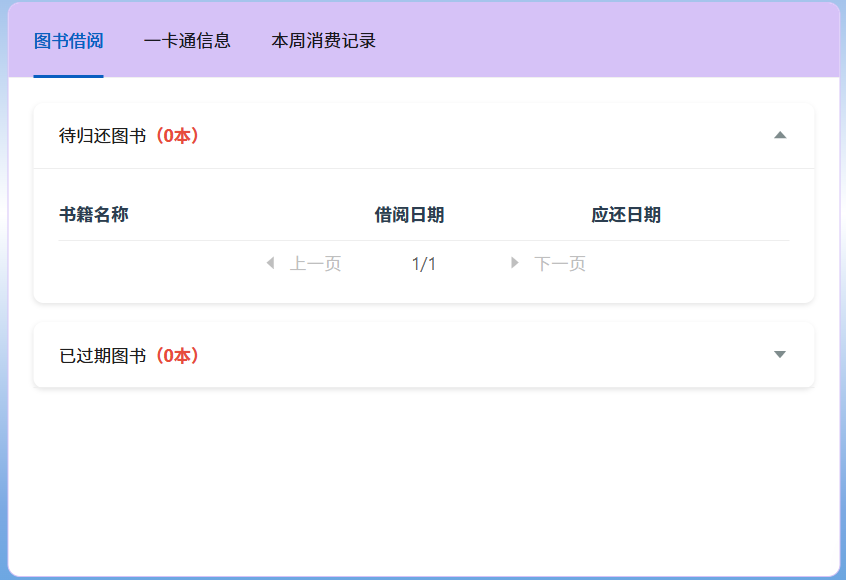 图书借阅 一卡通信息 本周消费记录
待归还图书（0本）
书籍名称 借阅日期 应还日期
上一页 1/1 下一页
已过期图书（0本）